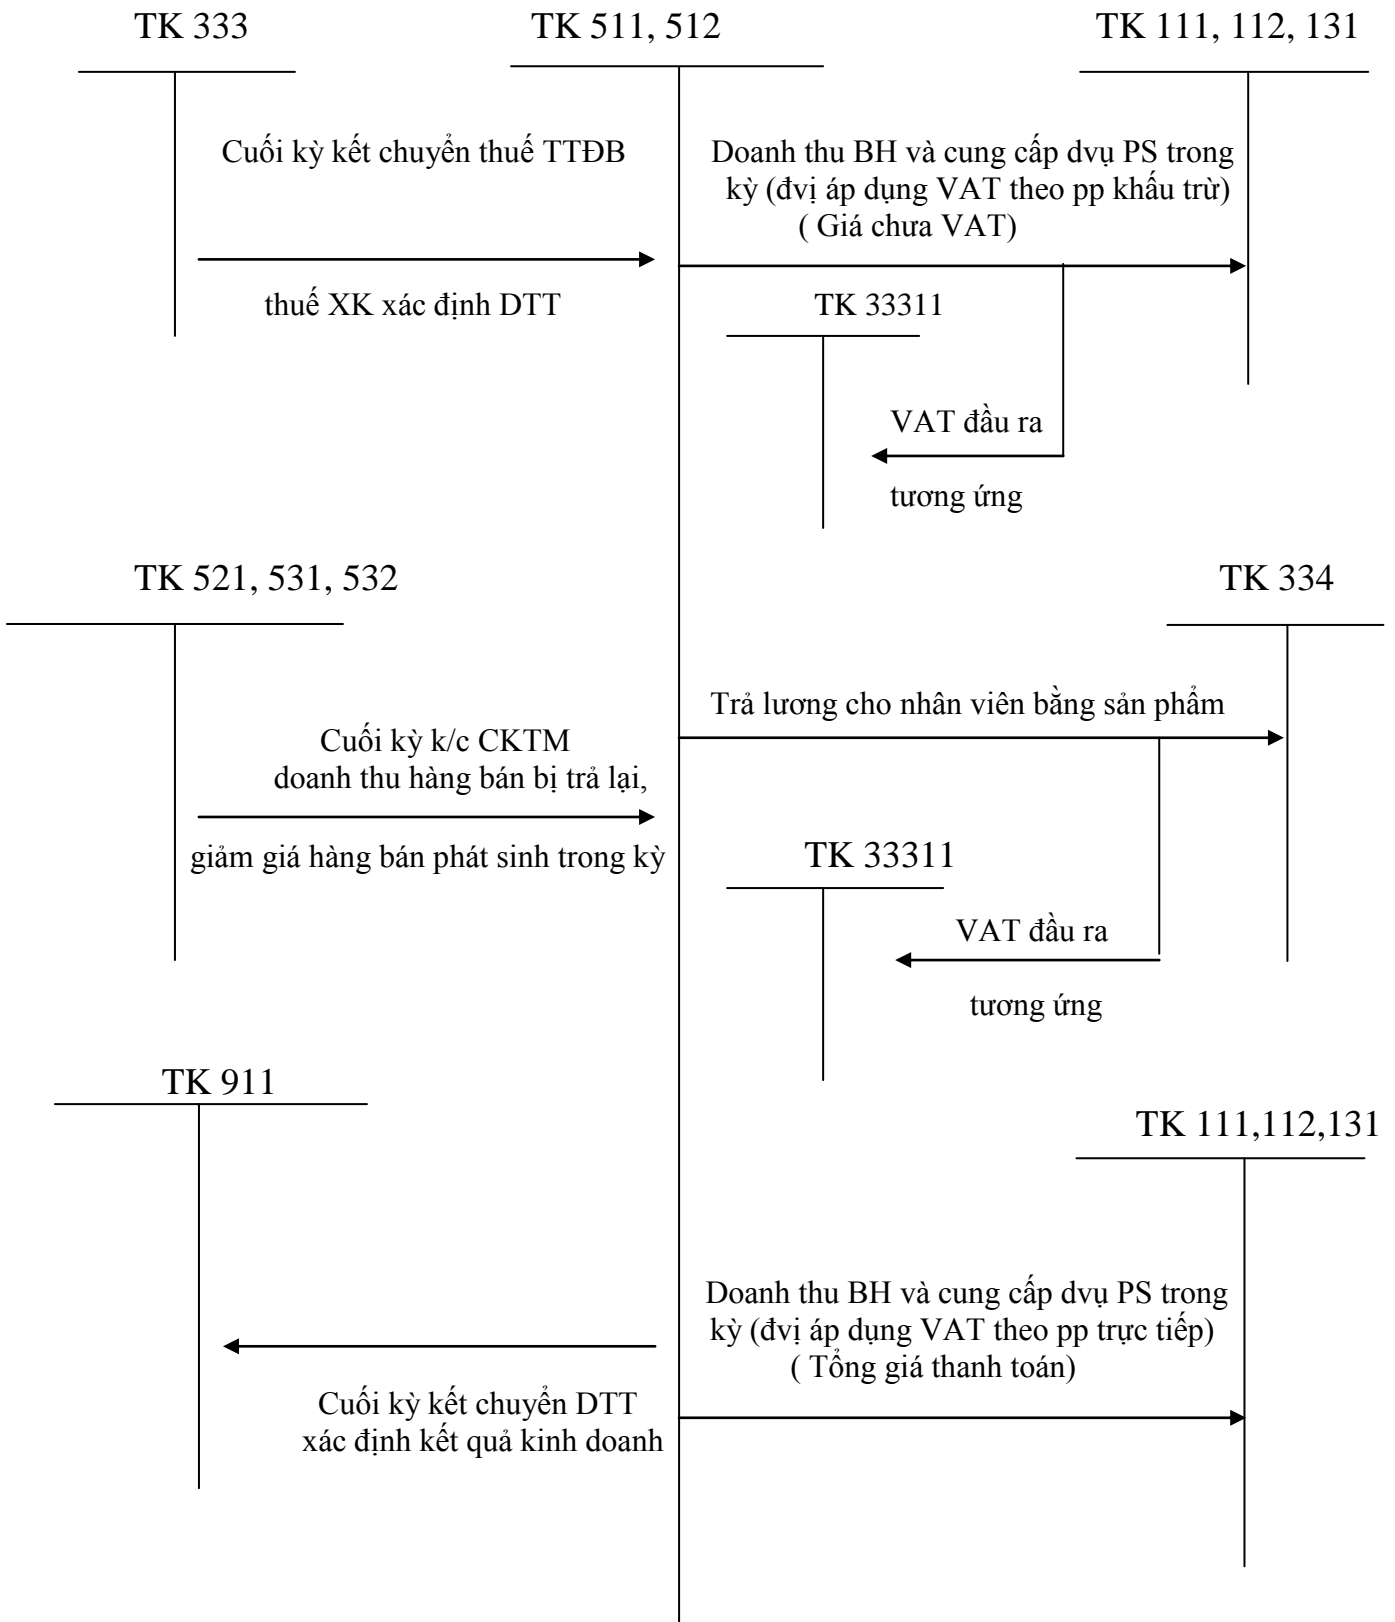 TK 333
TK 511, 512
TK 111, 112, 131
Cuối kỳ kết chuyển thuế TTĐB
thuế XK xác định DTT
Doanh thu BH và cung cấp dvụ PS trong
kỳ (đvị áp dụng VAT theo pp khấu trừ)
( Giá chưa VAT)
TK 33311
VAT đầu ra
tương ứng
TK 521, 531, 532
TK 334
Cuối kỳ k/c CKTM
doanh thu hàng bán bị trả lại,
giảm giá hàng bán phát sinh trong kỳ
Trả lương cho nhân viên bằng sản phẩm
TK 33311
VAT đầu ra
tương ứng
TK 911
TK 111,112,131
Cuối kỳ kết chuyển DTT
xác định kết quả kinh doanh
Doanh thu BH và cung cấp dvụ PS trong
kỳ (đvị áp dụng VAT theo pp trực tiếp)
( Tổng giá thanh toán)